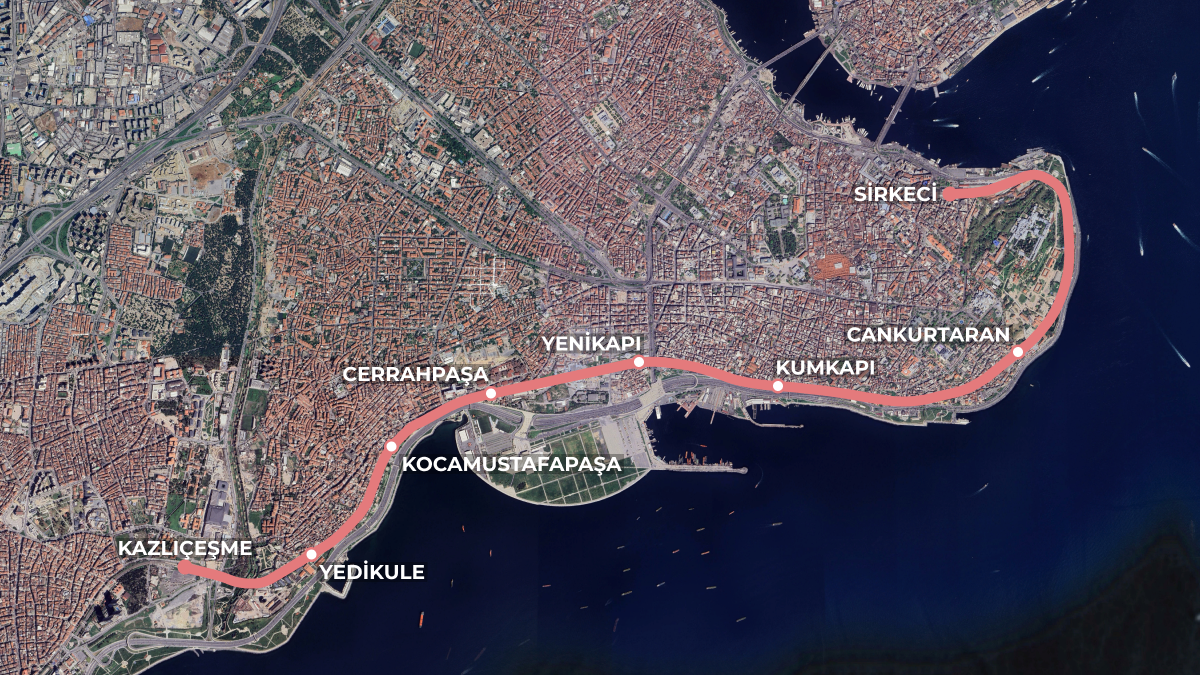 SİRKECİ
CANKURTARAN
YENİKAPI
KUMKAPI
CERRAHPAŞA
KOCAMUSTAFAPAŞA
KAZLIÇEŞME
YEDİKULE